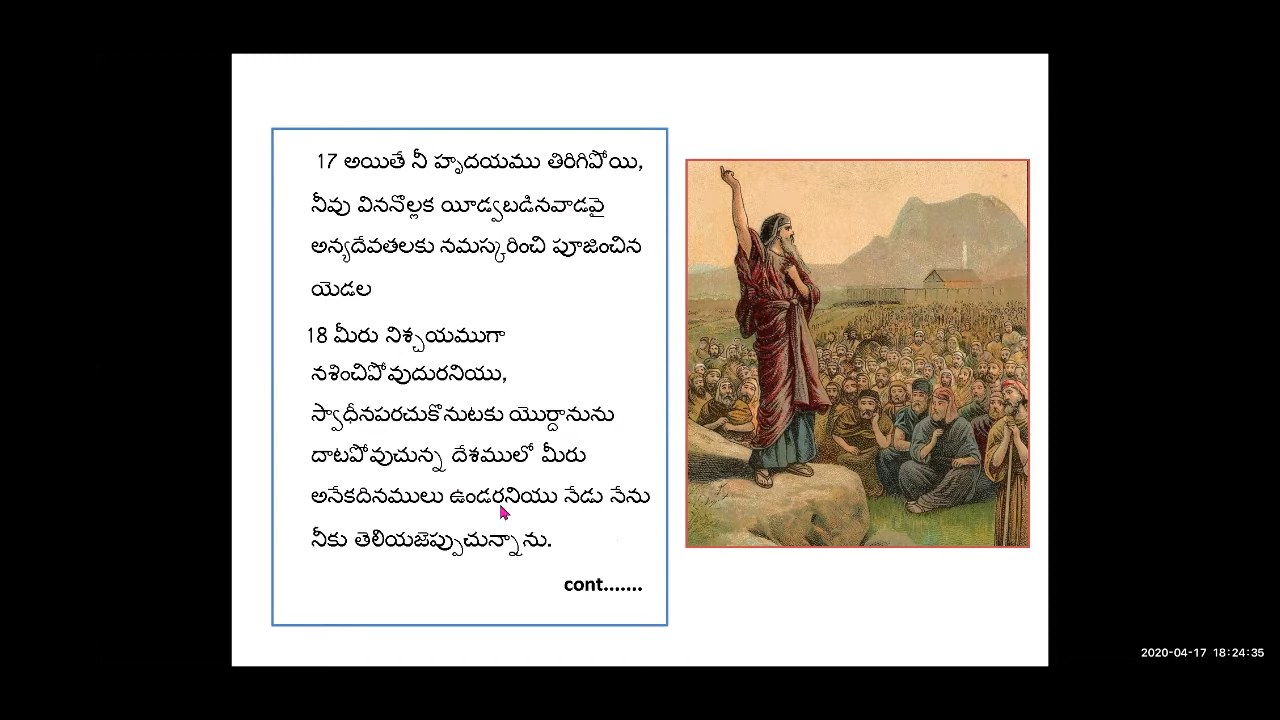 17 అయితే నీ హృదయము తిరిగిపోయి,
నీవు విననొల్లక యీడ్వబడినవాడవై
అన్యదేవతలకు నమస్కరించి పూజించిన
యెడల
18 మీరు నిశ్చయముగా
నశించిపోవుదురనియు,
స్వాధీనపరచుకొనుటకు యొర్దానును
దాటపోవుచున్న దేశములో మీరు
అనేకదినములు ఉండరనియు నేడు నేను
నీకు తెలియజెప్పుచున్నాను.
cont.......
2020-04-17 18:24:35